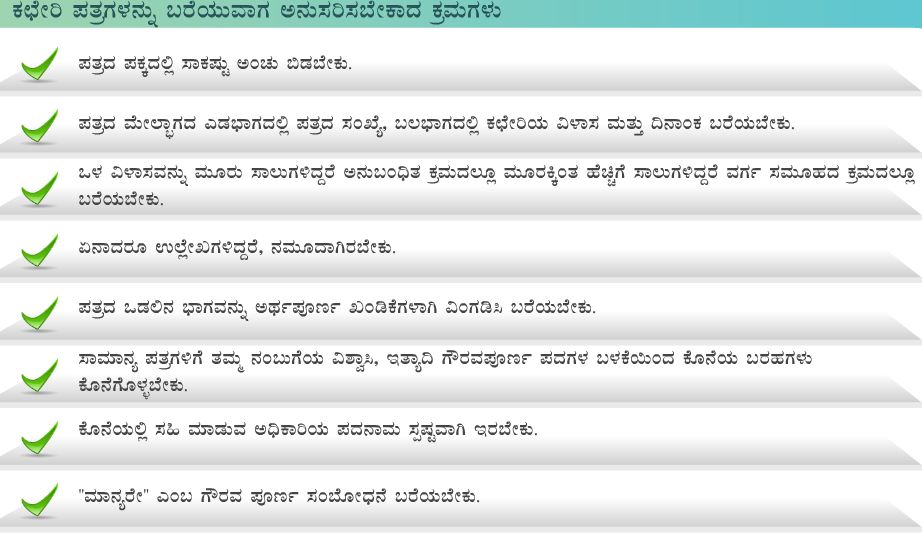 ಕಛೇರಿ ಪತ್ರಗಳನ್ನು ಬರೆಯುವಾಗ ಅನುಸರಿಸಬೇಕಾದ ಕ್ರಮಗಳು
ಪತ್ರದ ಪಕ್ಕದಲ್ಲಿ ಸಾಕಷ್ಟು ಅಂಚು ಬಿಡಬೇಕು.
ಪತ್ರದ ಮೇಲ್ಭಾಗದ ಎಡಭಾಗದಲ್ಲಿ ಪತ್ರದ ಸಂಖ್ಯೆ, ಬಲಭಾಗದಲ್ಲಿ ಕಛೇರಿಯ ವಿಳಾಸ ಮತ್ತು ದಿನಾಂಕ ಬರೆಯಬೇಕು.
ಒಳ ವಿಳಾಸವನ್ನು ಮೂರು ಸಾಲುಗಳಿದ್ದರೆ ಅನುಬಂಧಿತ ಕ್ರಮದಲ್ಲೂ ಮೂರಕ್ಕಿಂತ ಹೆಚ್ಚಿಗೆ ಸಾಲುಗಳಿದ್ದರೆ ವರ್ಗ ಸಮೂಹದ ಕ್ರಮದಲ್ಲೂ
ಬರೆಯಬೇಕು.
ಏನಾದರೂ ಉಲ್ಲೇಖಗಳಿದ್ದರೆ, ನಮೂದಾಗಿರಬೇಕು.
ಪತ್ರದ ಒಡಲಿನ ಭಾಗವನ್ನು ಅರ್ಥಪೂರ್ಣ ಖಂಡಿಕೆಗಳಾಗಿ ವಿಂಗಡಿಸಿ ಬರೆಯಬೇಕು.
ಸಾಮಾನ್ಯ ಪತ್ರಗಳಿಗೆ ತಮ್ಮ ನಂಬುಗೆಯ ವಿಶ್ವಾಸಿ, ಇತ್ಯಾದಿ ಗೌರವಪೂರ್ಣ ಪದಗಳ ಬಳಕೆಯಿಂದ ಕೊನೆಯ ಬರಹಗಳು
ಕೊನೆಗೊಳ್ಳಬೇಕು.
ಕೊನೆಯಲ್ಲಿ ಸಹಿ ಮಾಡುವ ಅಧಿಕಾರಿಯ ಪದನಾಮ ಸ್ಪಷ್ಟವಾಗಿ ಇರಬೇಕು.
"ಮಾನ್ಯರೇ" ಎಂಬ ಗೌರವ ಪೂರ್ಣ ಸಂಬೋಧನೆ ಬರೆಯಬೇಕು.